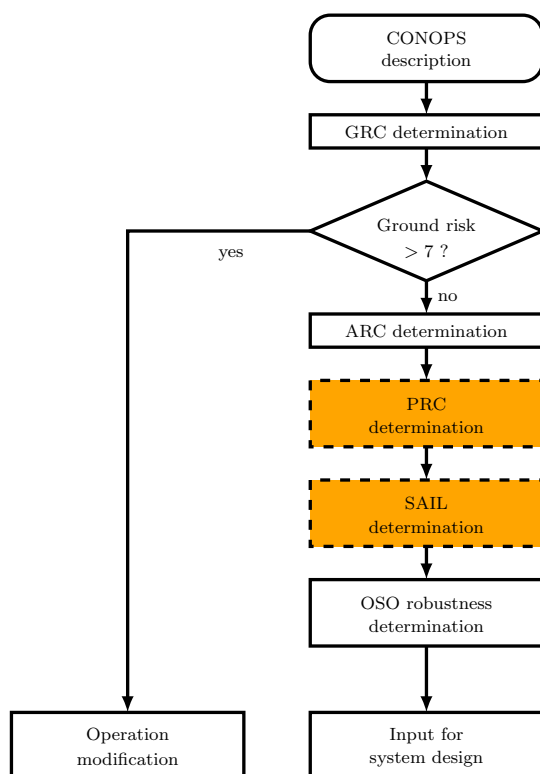 CONOPS
description
GRC determination
Ground risk
> 7 ?
yes
no
ARC determination
PRC
determination
SAIL
determination
OSO robustness
determination
Operation
modification
Input for
system design